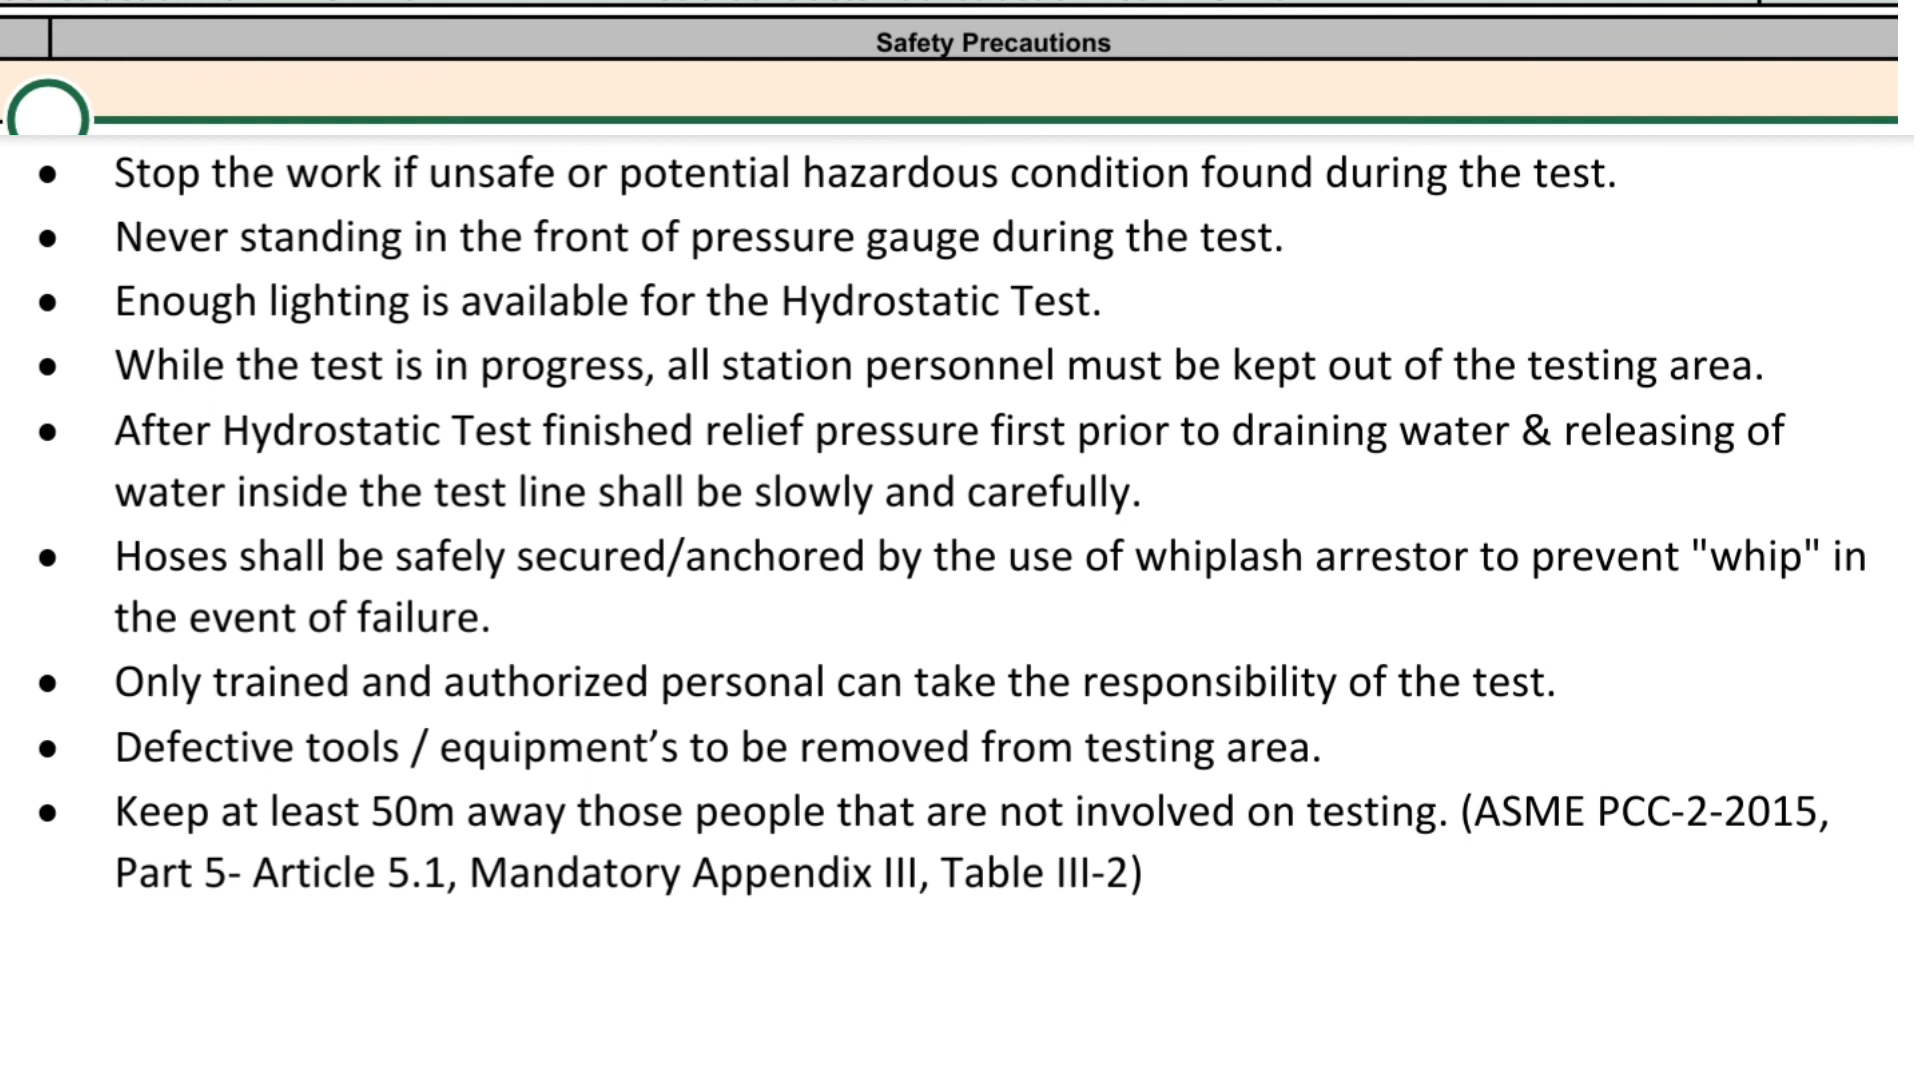 Safety Precautions
• Stop the work if unsafe or potential hazardous condition found during the test.
• Never standing in the front of pressure gauge during the test.
• Enough lighting is available for the Hydrostatic Test.
• While the test is in progress, all station personnel must be kept out of the testing area.
• After Hydrostatic Test finished relief pressure first prior to draining water & releasing of
water inside the test line shall be slowly and carefully.
• Hoses shall be safely secured/anchored by the use of whiplash arrestor to prevent "whip" in
the event of failure.
• Only trained and authorized personal can take the responsibility of the test.
• Defective tools / equipment’s to be removed from testing area.
• Keep at least 50m away those people that are not involved on testing. (ASME PCC-2-2015,
Part 5- Article 5.1, Mandatory Appendix III, Table III-2)